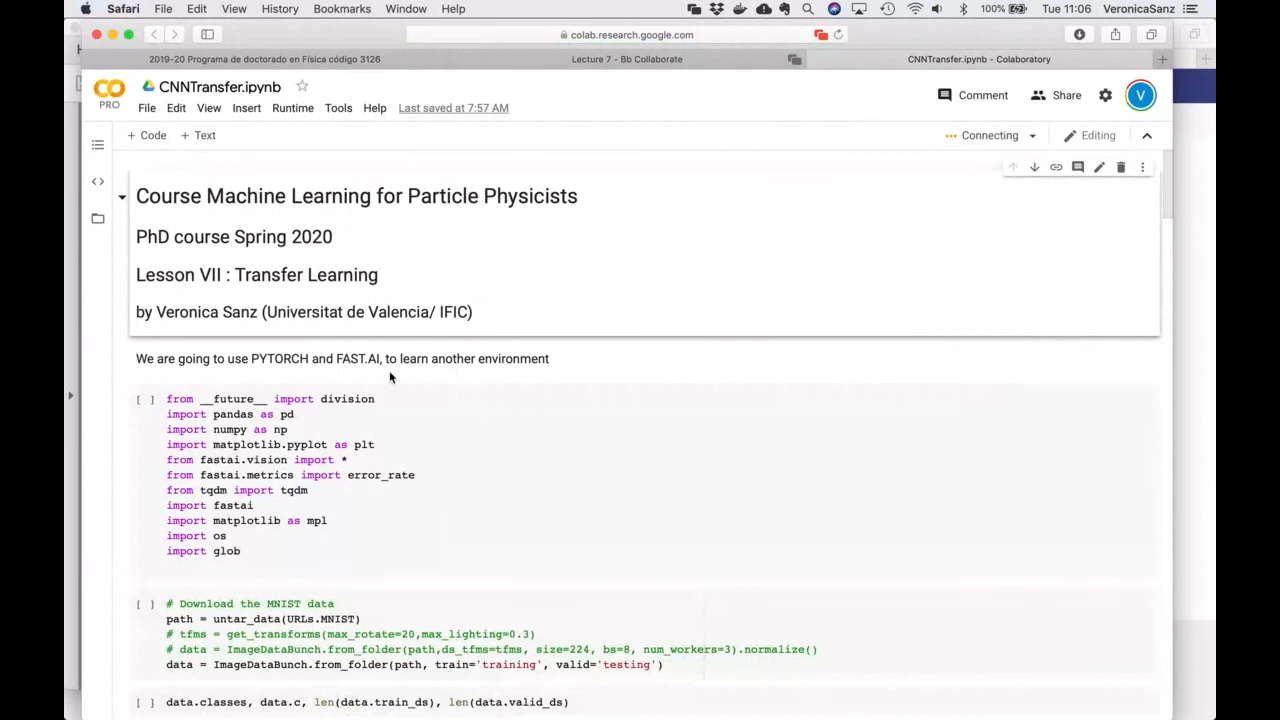 Safari File Edit View History Bookmarks Window Help 100% Tue 11:06 VeronicaSanz
colab.research.google.com
2019-20 Programa de doctorado en Física código 3126 Lecture 7 - Bb Collaborate CNNTransfer.ipynb - Colaboratory
CNNTransfer.ipynb
PRO
File Edit View Insert Runtime Tools Help Last saved at 7:57 AM
Comment Share V
+ Code + Text Connecting Editing
Course Machine Learning for Particle Physicists
PhD course Spring 2020
Lesson VII : Transfer Learning
by Veronica Sanz (Universitat de Valencia/ IFIC)
We are going to use PYTORCH and FAST.AI, to learn another environment
[ ] from __future__ import division
import pandas as pd
import numpy as np
import matplotlib.pyplot as plt
from fastai.vision import *
from fastai.metrics import error_rate
from tqdm import tqdm
import fastai
import matplotlib as mpl
import os
import glob
[ ] # Download the MNIST data
path = untar_data(URLs.MNIST)
# tfms = get_transforms(max_rotate=20,max_lighting=0.3)
# data = ImageDataBunch.from_folder(path,ds_tfms=tfms, size=224, bs=8, num_workers=3).normalize()
data = ImageDataBunch.from_folder(path, train='training', valid='testing')
[ ] data.classes, data.c, len(data.train_ds), len(data.valid_ds)